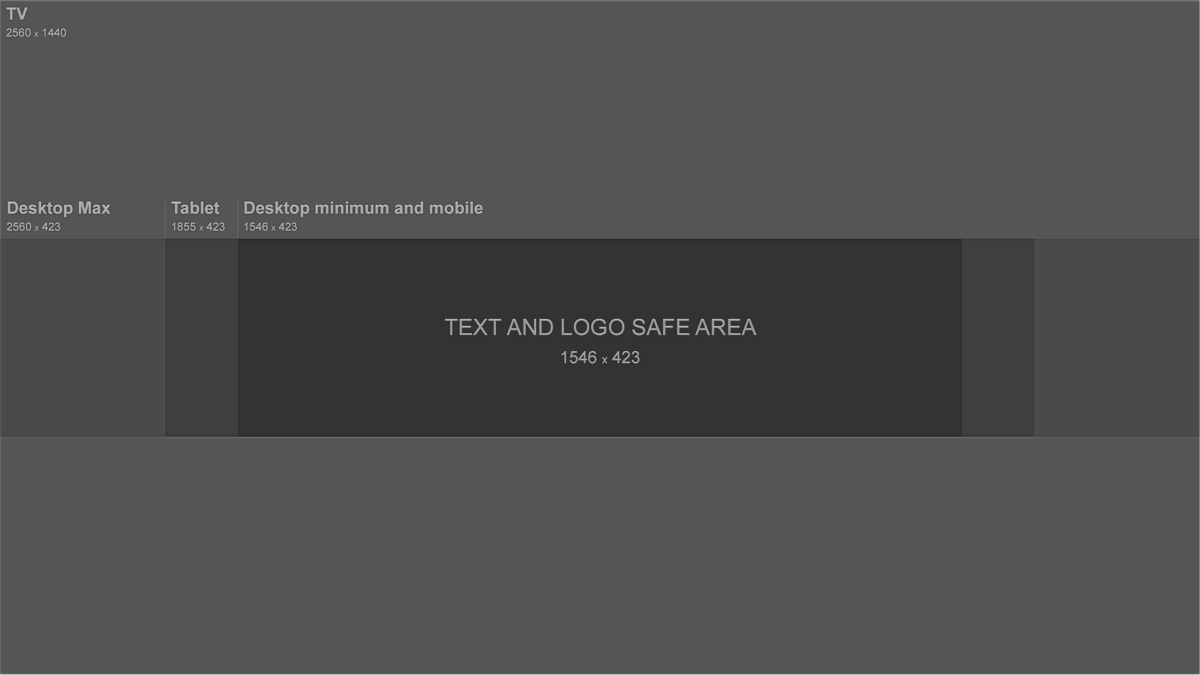 TV
2560 x 1440
Desktop Max
2560 x 423
Tablet
1855 x 423
Desktop minimum and mobile
1546 x 423
TEXT AND LOGO SAFE AREA
1546 x 423